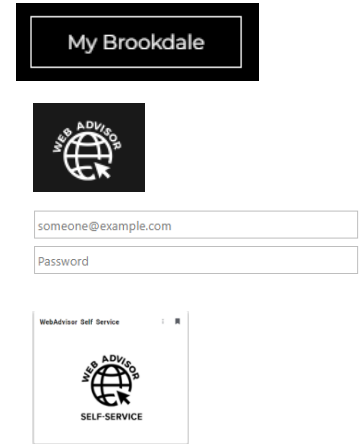 My Brookdale
WEB ADVISOR
someone@example.com
Password
WebAdvisor Self Service
WEB ADVISOR
SELF-SERVICE